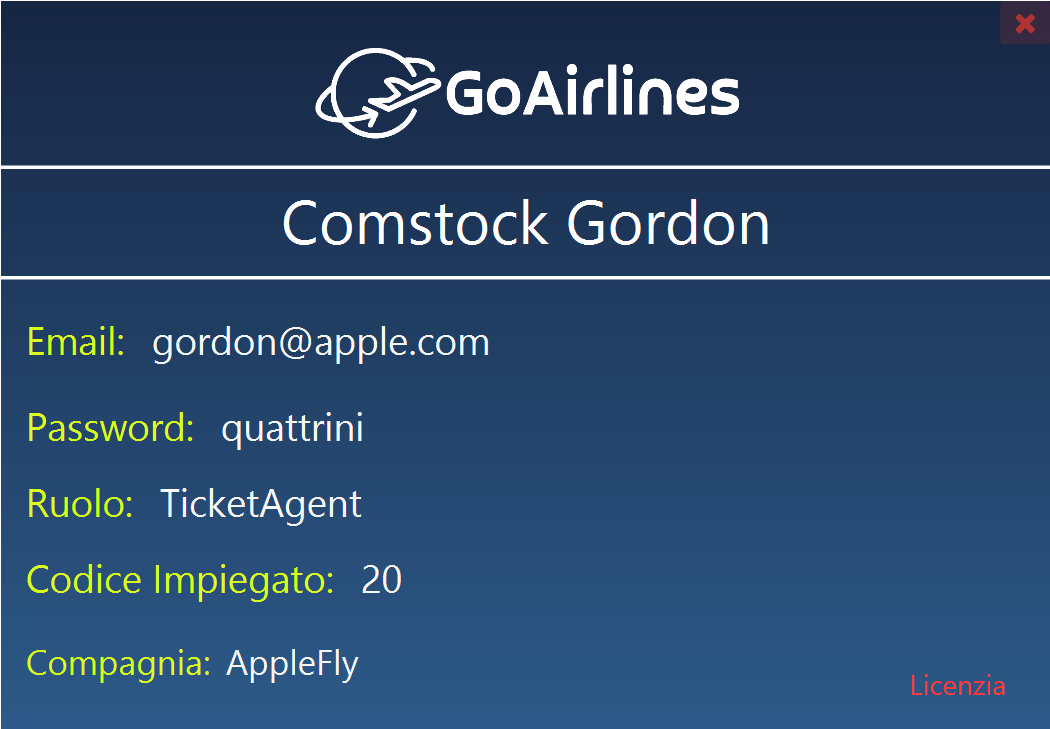 GoAirlines
Comstock Gordon
Email: gordon@apple.com
Password: quattrini
Ruolo: TicketAgent
Codice Impiegato: 20
Compagnia: AppleFly
Licenzia